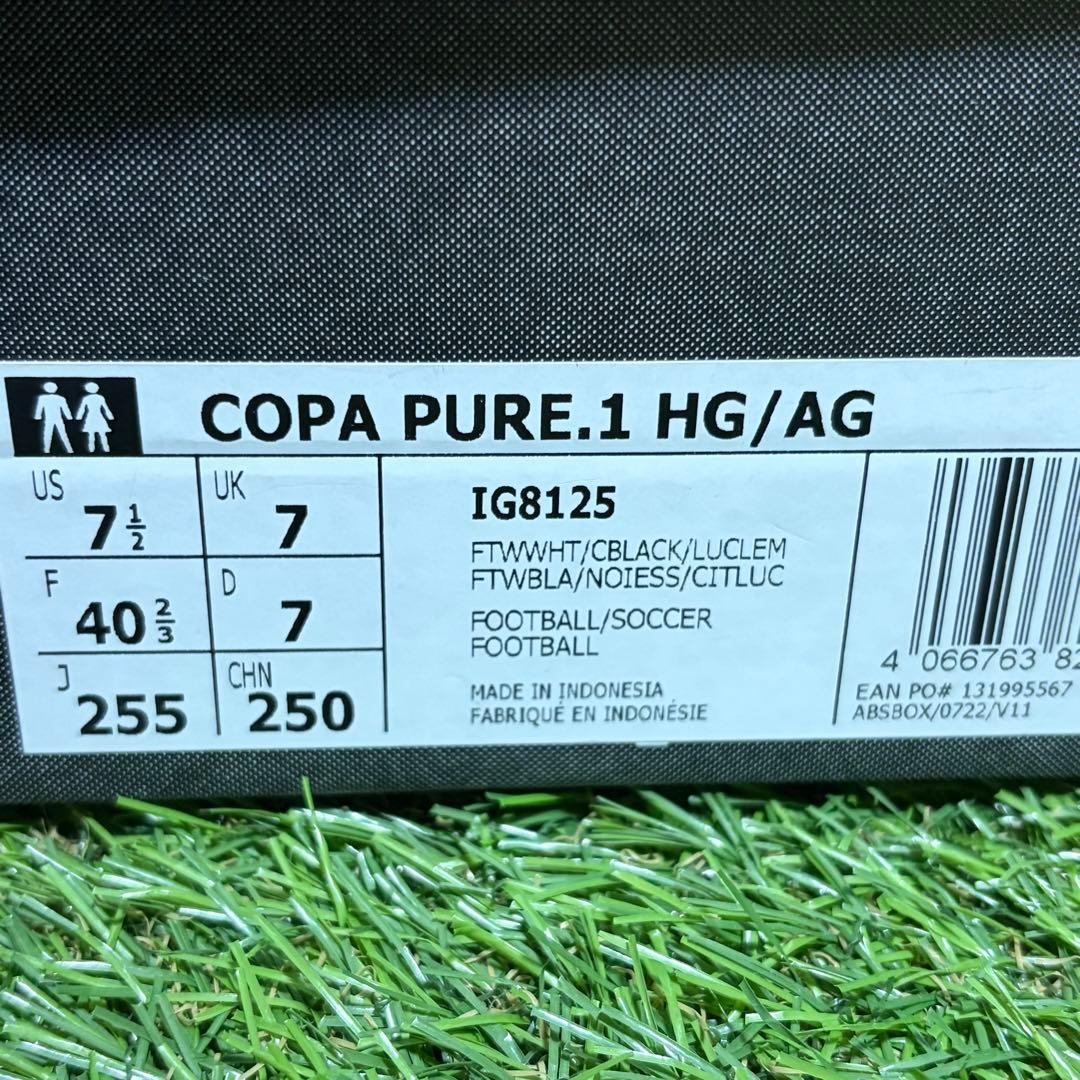 COPA PURE.1 HG/AG
US 7 1/2
UK 7
F 40 2/3
D 7
J 255
CHN 250
IG8125
FTWWHT/CBLACK/LUCLEM
FTWBLA/NOIESS/CITLUC
FOOTBALL/SOCCER
FOOTBALL
MADE IN INDONESIA
FABRIQUÉ EN INDONÉSIE
4 066763 82
EAN PO# 131995567
ABSBOX/0722/V11